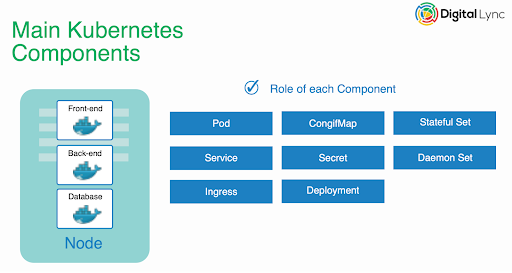 Digital Lync
Main Kubernetes
Components
Role of each Component
Front-end
Back-end
Database
Node
Pod
CongifMap
Stateful Set
Service
Secret
Daemon Set
Ingress
Deployment